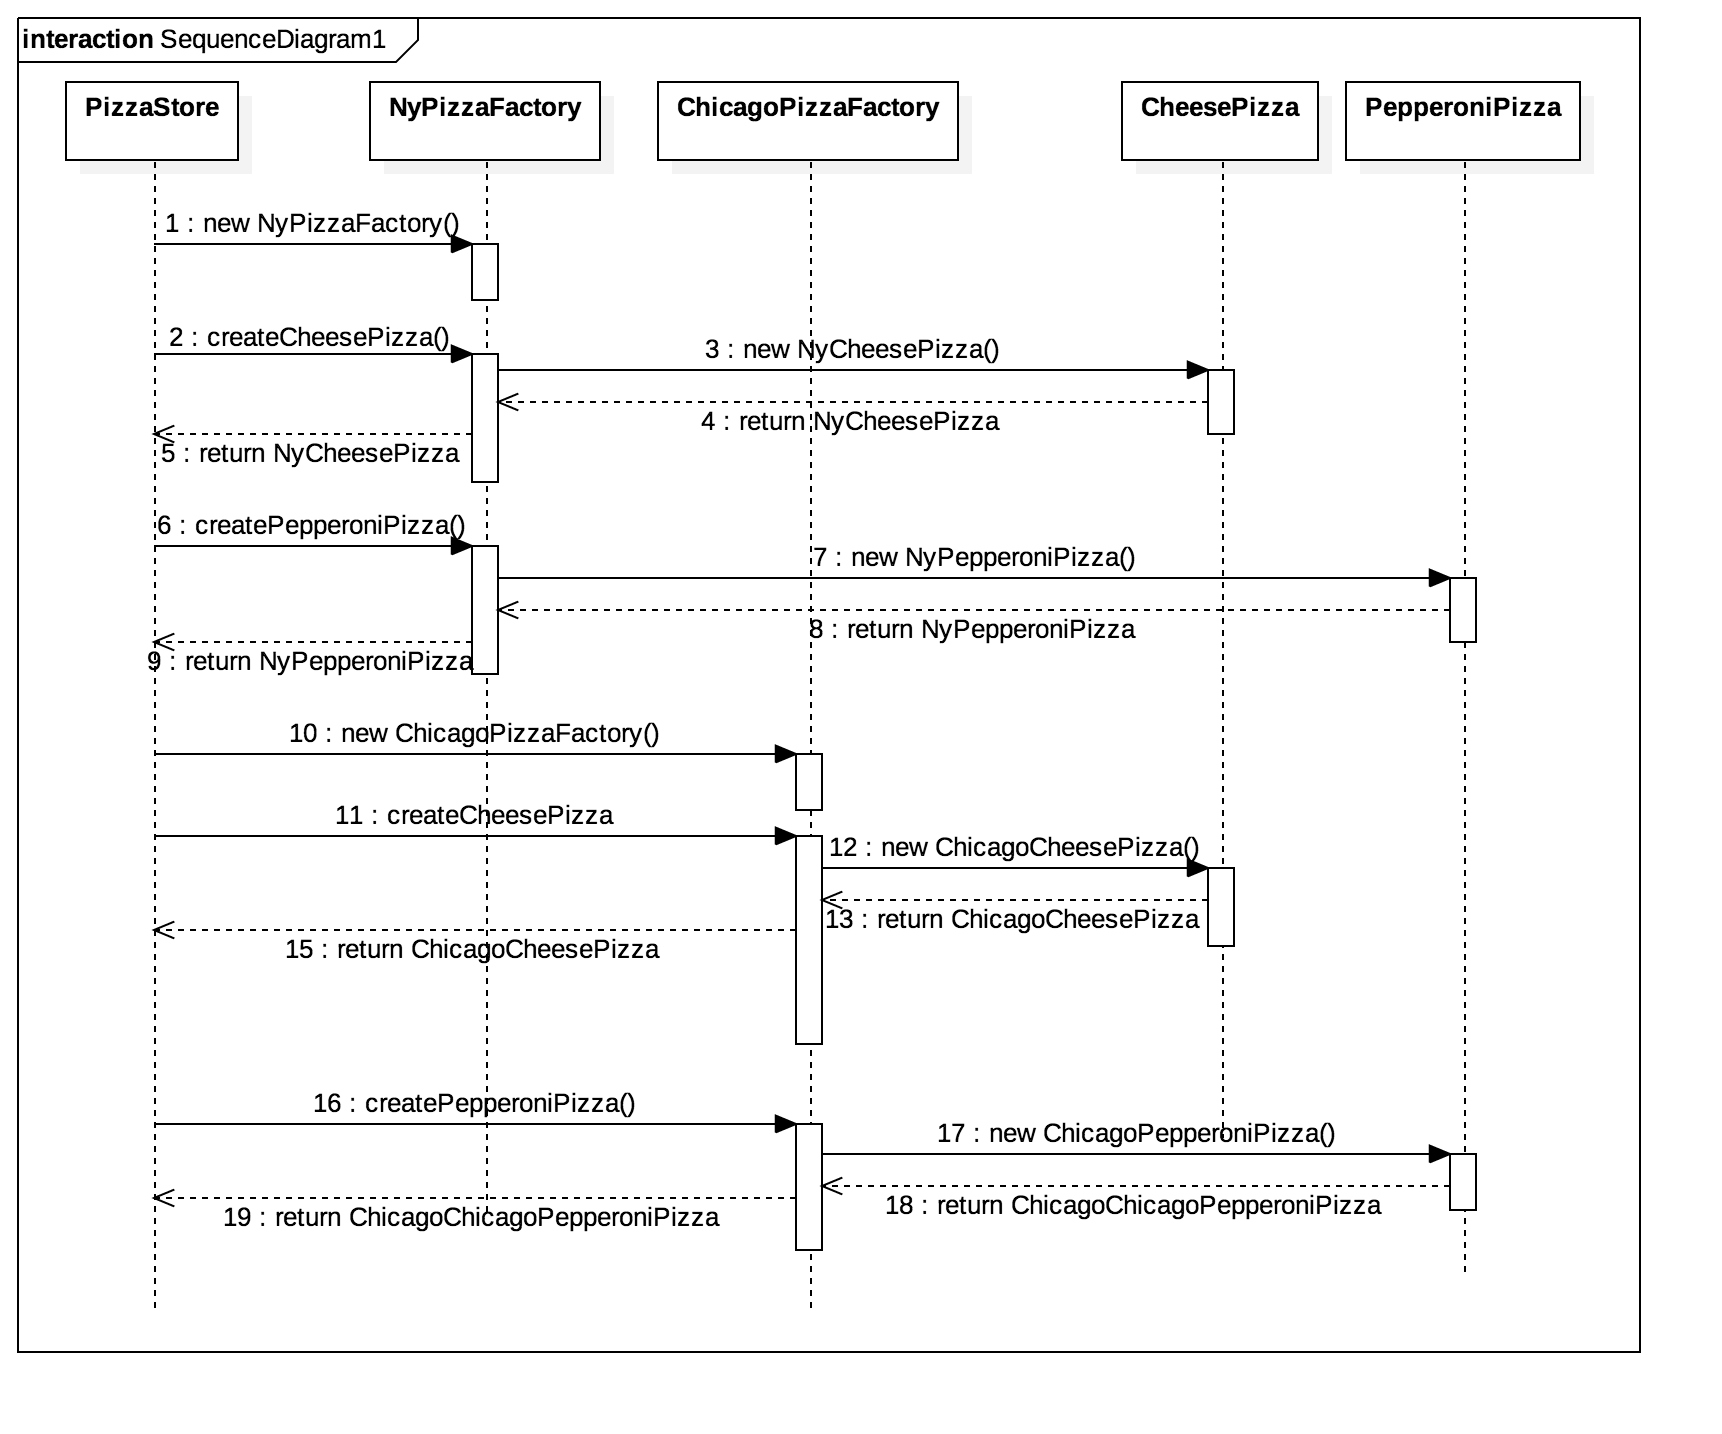 interaction SequenceDiagram1
PizzaStore
NyPizzaFactory
ChicagoPizzaFactory
CheesePizza
PepperoniPizza
1 : new NyPizzaFactory()
2 : createCheesePizza()
3 : new NyCheesePizza()
4 : return NyCheesePizza
5 : return NyCheesePizza
6 : createPepperoniPizza()
7 : new NyPepperoniPizza()
8 : return NyPepperoniPizza
9 : return NyPepperoniPizza
10 : new ChicagoPizzaFactory()
11 : createCheesePizza
12 : new ChicagoCheesePizza()
13 : return ChicagoCheesePizza
15 : return ChicagoCheesePizza
16 : createPepperoniPizza()
17 : new ChicagoPepperoniPizza()
18 : return ChicagoChicagoPepperoniPizza
19 : return ChicagoChicagoPepperoniPizza